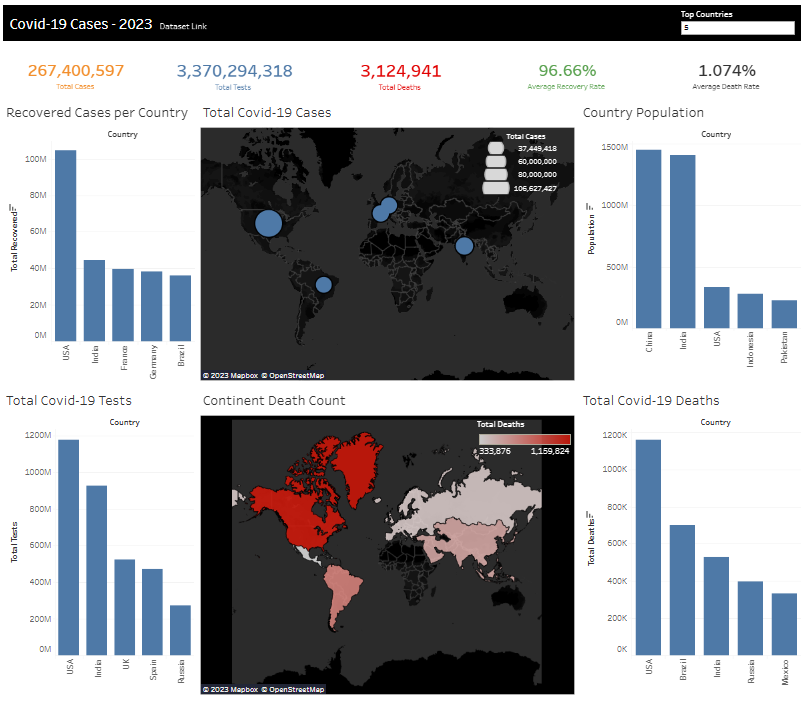 Covid-19 Cases - 2023 Dataset Link
Top Countries
5
267,400,597
Total Cases
3,370,294,318
Total Tests
3,124,941
Total Deaths
96.66%
Average Recovery Rate
1.074%
Average Death Rate
Recovered Cases per Country
Country
Total Recovered
100M
80M
60M
40M
20M
0M
USA
India
France
Germany
Brazil
Total Covid-19 Cases
Total Cases
37,449,418
60,000,000
80,000,000
106,627,427
© 2023 Mapbox © OpenStreetMap
Country Population
Country
Population
1500M
1000M
500M
0M
China
India
USA
Indonesia
Pakistan
Total Covid-19 Tests
Country
Total Tests
1200M
1000M
800M
600M
400M
200M
0M
USA
India
UK
Spain
Russia
Continent Death Count
Total Deaths
333,876 1,159,824
© 2023 Mapbox © OpenStreetMap
Total Covid-19 Deaths
Country
Total Deaths
1200K
1000K
800K
600K
400K
200K
0K
USA
Brazil
India
Russia
Mexico